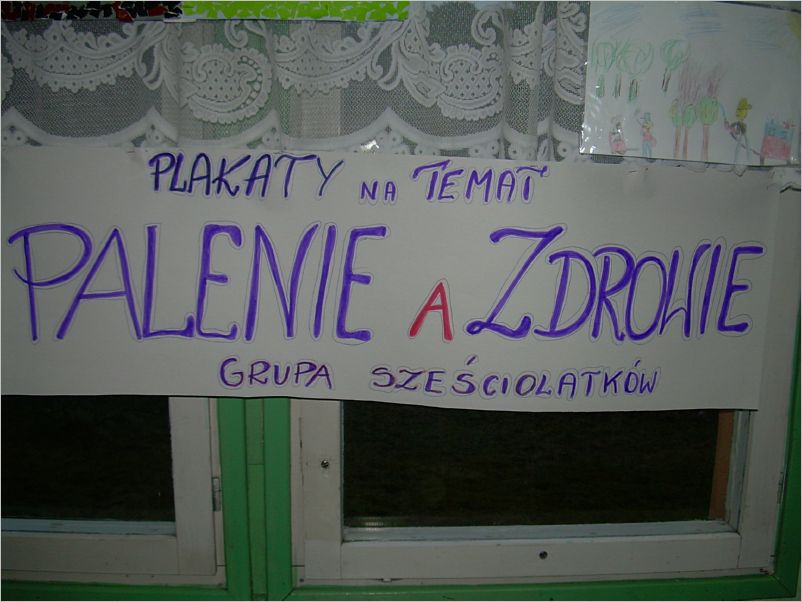 PLAKATY NA TEMAT
PALENIE A ZDROWIE
GRUPA SZEŚCIOLATKÓW